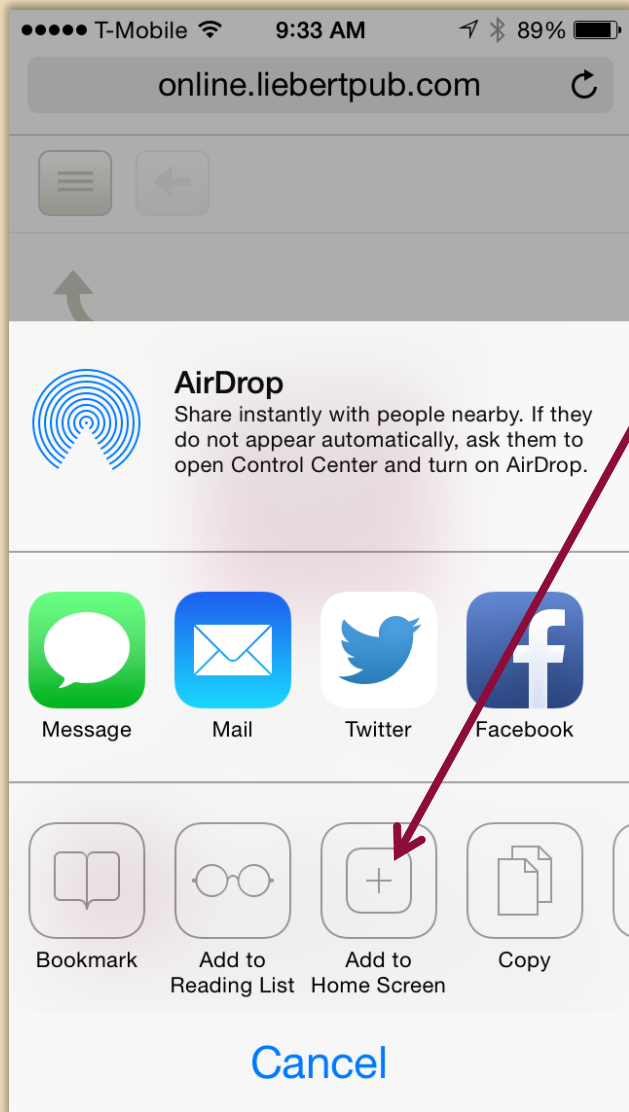 T-Mobile 9:33 AM 89%
online.liebertpub.com
AirDrop
Share instantly with people nearby. If they
do not appear automatically, ask them to
open Control Center and turn on AirDrop.
Message Mail Twitter Facebook
Bookmark Add to Add to Copy
Reading List Home Screen
Cancel